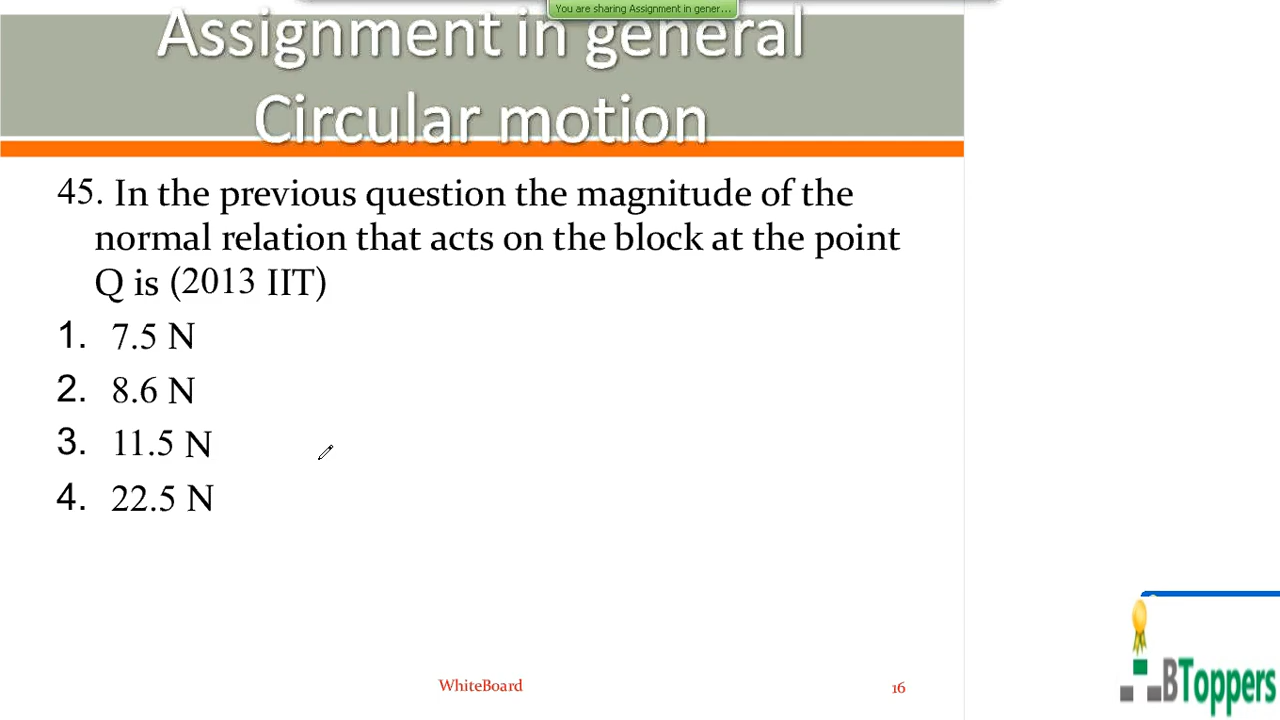 You are sharing Assignment in gener...
Assignment in general
Circular motion
45. In the previous question the magnitude of the
normal relation that acts on the block at the point
Q is (2013 IIT)
1. 7.5 N
2. 8.6 N
3. 11.5 N
4. 22.5 N
BToppers
WhiteBoard
16